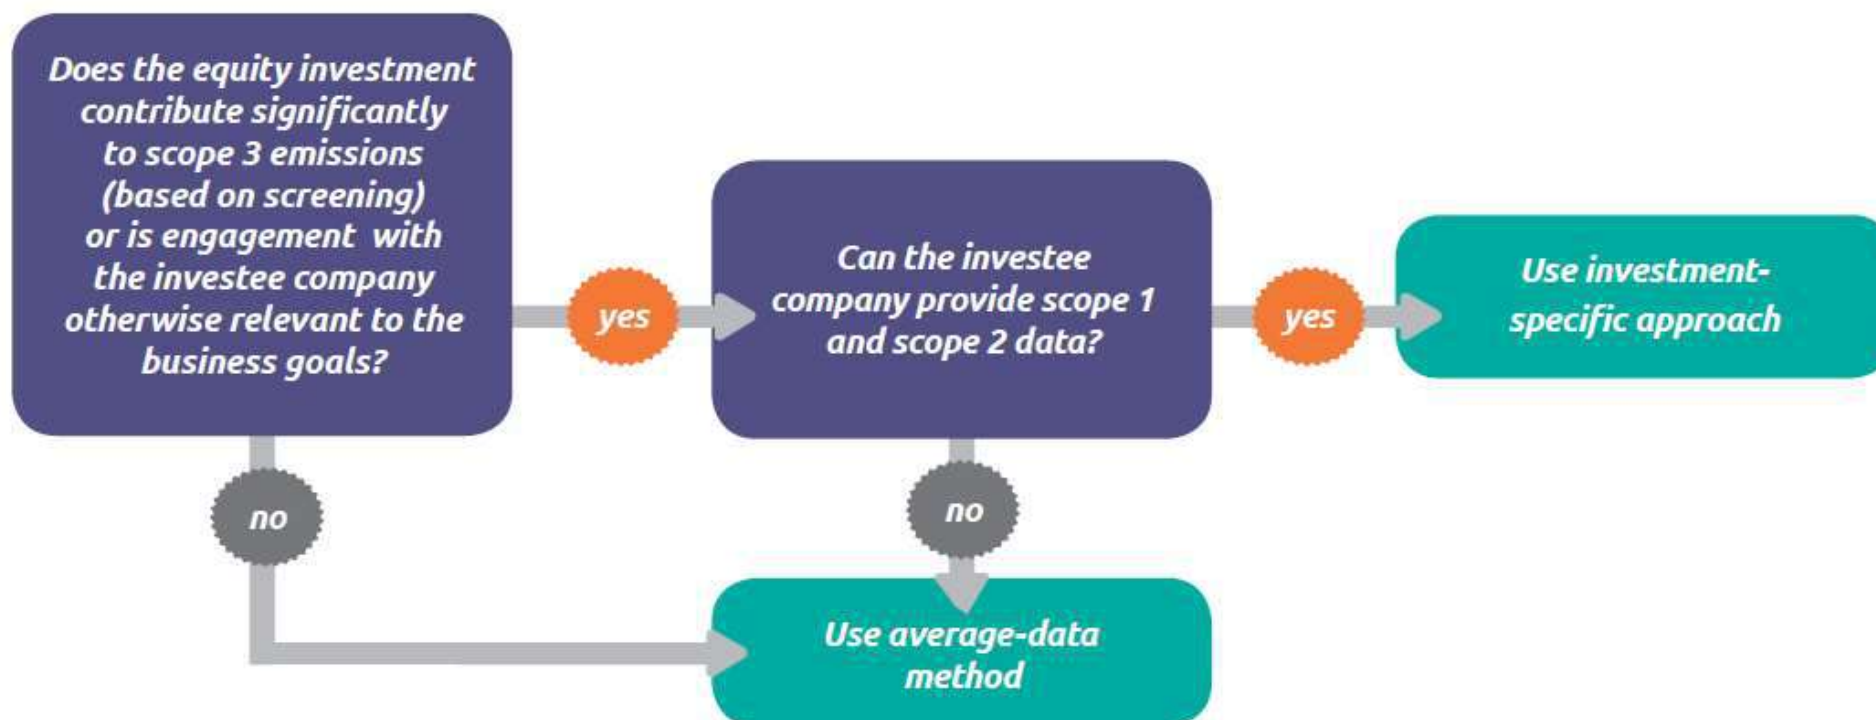 Does the equity investment
contribute significantly
to scope 3 emissions
(based on screening)
or is engagement with
the investee company
otherwise relevant to the
business goals?
yes
Can the investee
company provide scope 1
and scope 2 data?
yes
Use investment-
specific approach
no
no
Use average-data
method